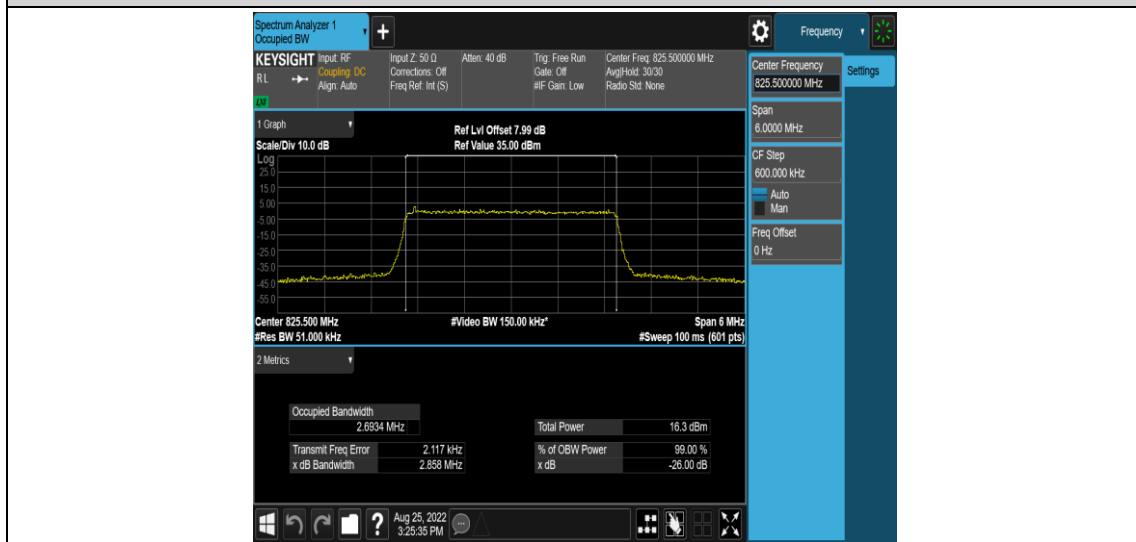 Spectrum Analyzer 1
Occupied BW
+
Frequency
KEYSIGHT
RL
LXI
Input: RF
Coupling: DC
Align: Auto
Input Z: 50 Ω
Corrections: Off
Freq Ref: Int (S)
Atten: 40 dB
Trig: Free Run
Gate: Off
#IF Gain: Low
Center Freq: 825.500000 MHz
Avg|Hold: 30/30
Radio Std: None
Center Frequency
825.500000 MHz
Settings
Span
6.0000 MHz
CF Step
600.000 kHz
Auto
Man
Freq Offset
0 Hz
1 Graph
Scale/Div 10.0 dB
Ref Lvl Offset 7.99 dB
Ref Value 35.00 dBm
Log
25.0
15.0
5.00
-5.00
-15.0
-25.0
-35.0
-45.0
-55.0
Center 825.500 MHz
#Video BW 150.00 kHz*
Span 6 MHz
#Res BW 51.000 kHz
#Sweep 100 ms (601 pts)
2 Metrics
Occupied Bandwidth
2.6934 MHz
Total Power 16.3 dBm
Transmit Freq Error 2.117 kHz
% of OBW Power 99.00 %
x dB Bandwidth 2.858 MHz
x dB -26.00 dB
?
Aug 25, 2022
3:25:35 PM